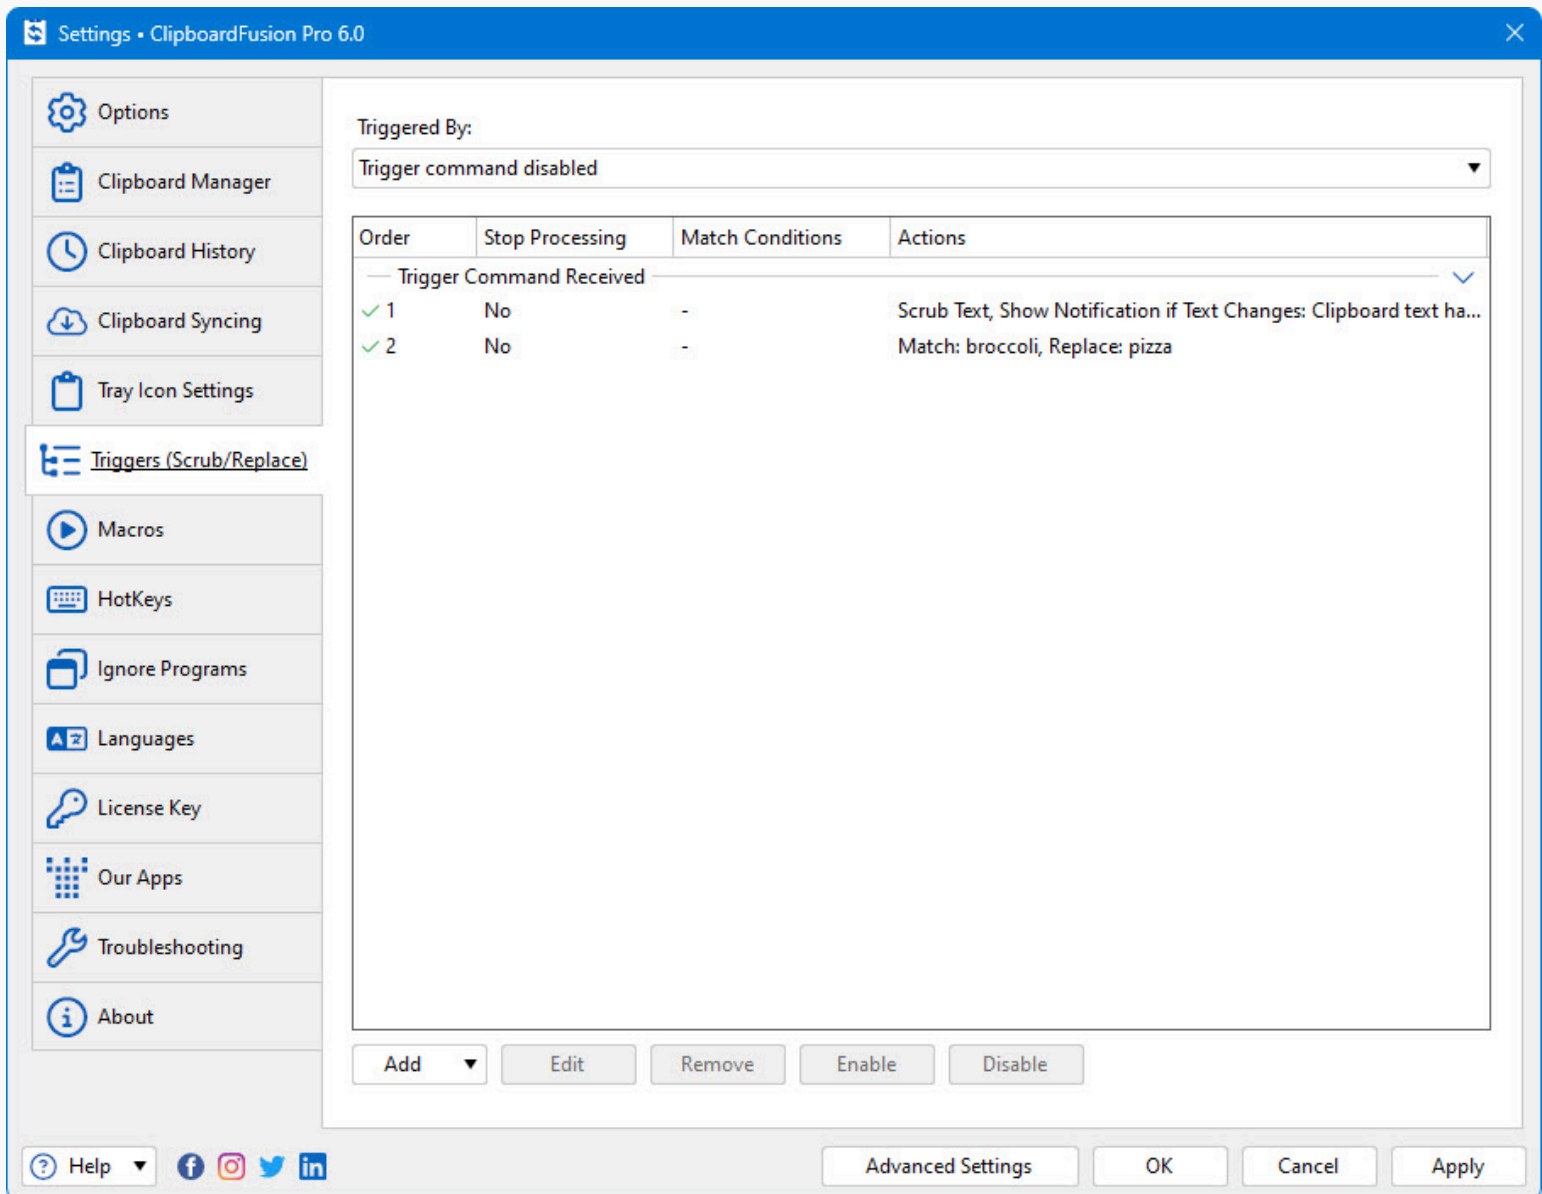 Settings • ClipboardFusion Pro 6.0
Options
Clipboard Manager
Clipboard History
Clipboard Syncing
Tray Icon Settings
Triggers (Scrub/Replace)
Macros
HotKeys
Ignore Programs
Languages
License Key
Our Apps
Troubleshooting
About
Triggered By:
Trigger command disabled
Order Stop Processing Match Conditions Actions
Trigger Command Received
1 No - Scrub Text, Show Notification if Text Changes: Clipboard text ha...
2 No - Match: broccoli, Replace: pizza
Add Edit Remove Enable Disable
Help Advanced Settings OK Cancel Apply